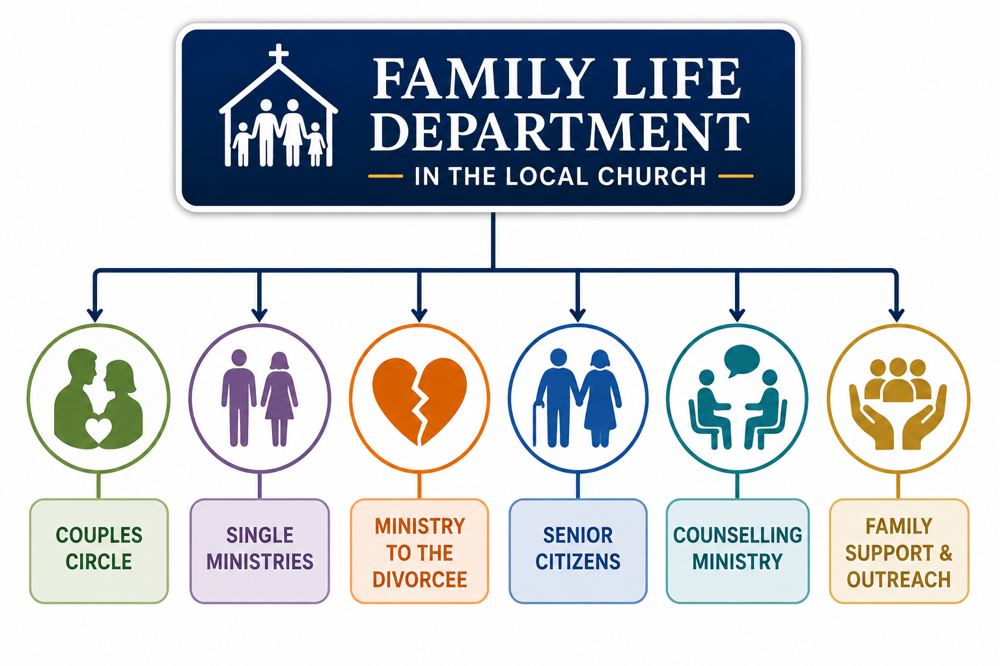 FAMILY LIFE
DEPARTMENT
IN THE LOCAL CHURCH
COUPLES
CIRCLE
SINGLE
MINISTRIES
MINISTRY
TO THE
DIVORCEE
SENIOR
CITIZENS
COUNSELLING
MINISTRY
FAMILY
SUPPORT &
OUTREACH